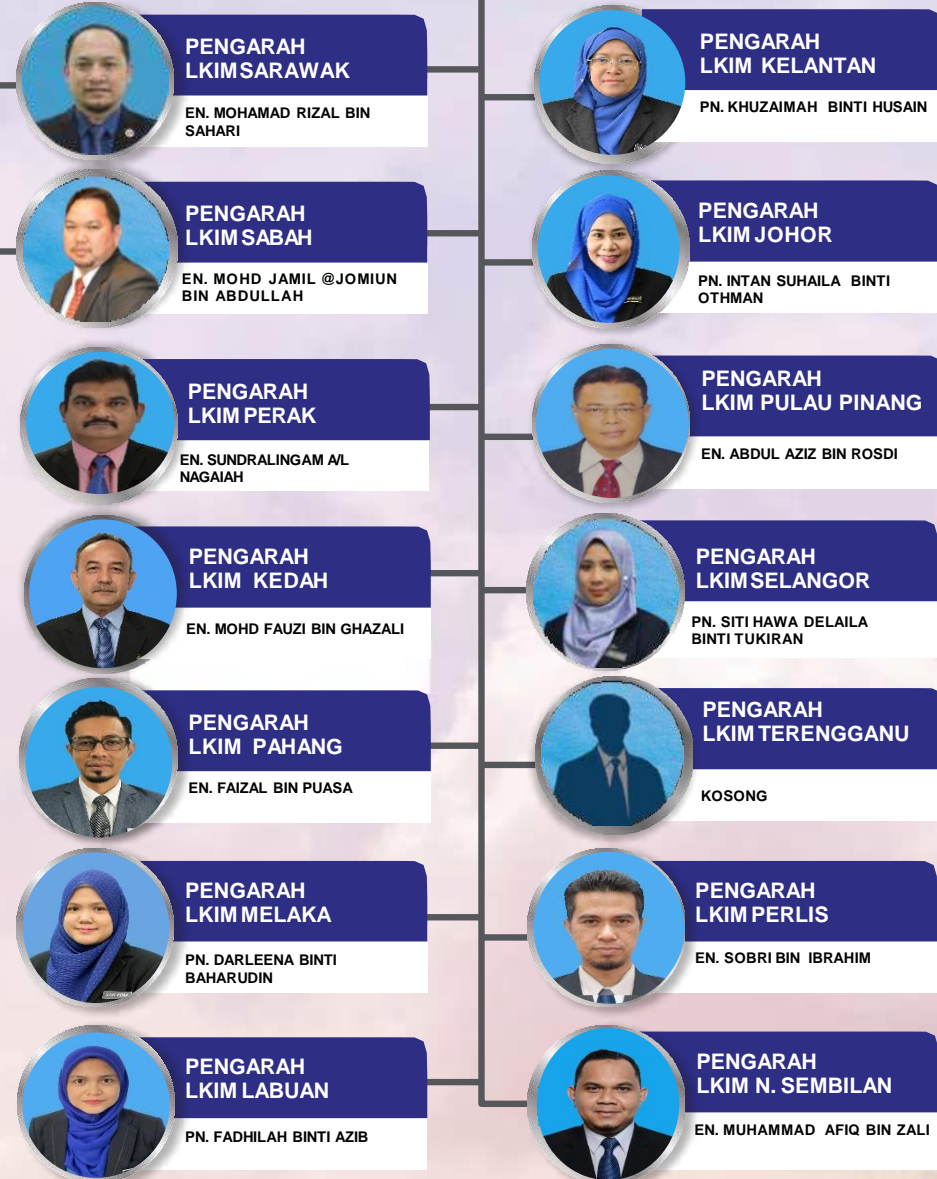 PENGARAH
LKIM SARAWAK
EN. MOHAMAD RIZAL BIN
SAHARI
PENGARAH
LKIM SABAH
EN. MOHD JAMIL @JOMIUN
BIN ABDULLAH
PENGARAH
LKIM PERAK
EN. SUNDRALINGAM A/L
NAGAIAH
PENGARAH
LKIM KEDAH
EN. MOHD FAUZI BIN GHAZALI
PENGARAH
LKIM PAHANG
EN. FAIZAL BIN PUASA
PENGARAH
LKIM MELAKA
PN. DARLEENA BINTI
BAHARUDIN
PENGARAH
LKIM LABUAN
PN. FADHILAH BINTI AZIB
PENGARAH
LKIM KELANTAN
PN. KHUZAIMAH BINTI HUSAIN
PENGARAH
LKIM JOHOR
PN. INTAN SUHAILA BINTI
OTHMAN
PENGARAH
LKIM PULAU PINANG
EN. ABDUL AZIZ BIN ROSDI
PENGARAH
LKIM SELANGOR
PN. SITI HAWA DELAILA
BINTI TUKIRAN
PENGARAH
LKIM TERENGGANU
KOSONG
PENGARAH
LKIM PERLIS
EN. SOBRI BIN IBRAHIM
PENGARAH
LKIM N. SEMBILAN
EN. MUHAMMAD AFIQ BIN ZALI